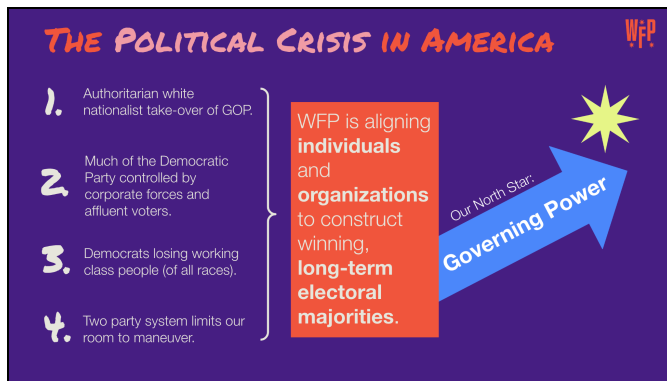 THE POLITICAL CRISIS IN AMERICA
WFP
1.
Authoritarian white
nationalist take-over of GOP.
2.
Much of the Democratic
Party controlled by
corporate forces and
affluent voters.
3.
Democrats losing working
class people (of all races).
4.
Two party system limits our
room to maneuver.
WFP is aligning
individuals
and
organizations
to construct
winning,
long-term
electoral
majorities.
Our North Star:
Governing Power